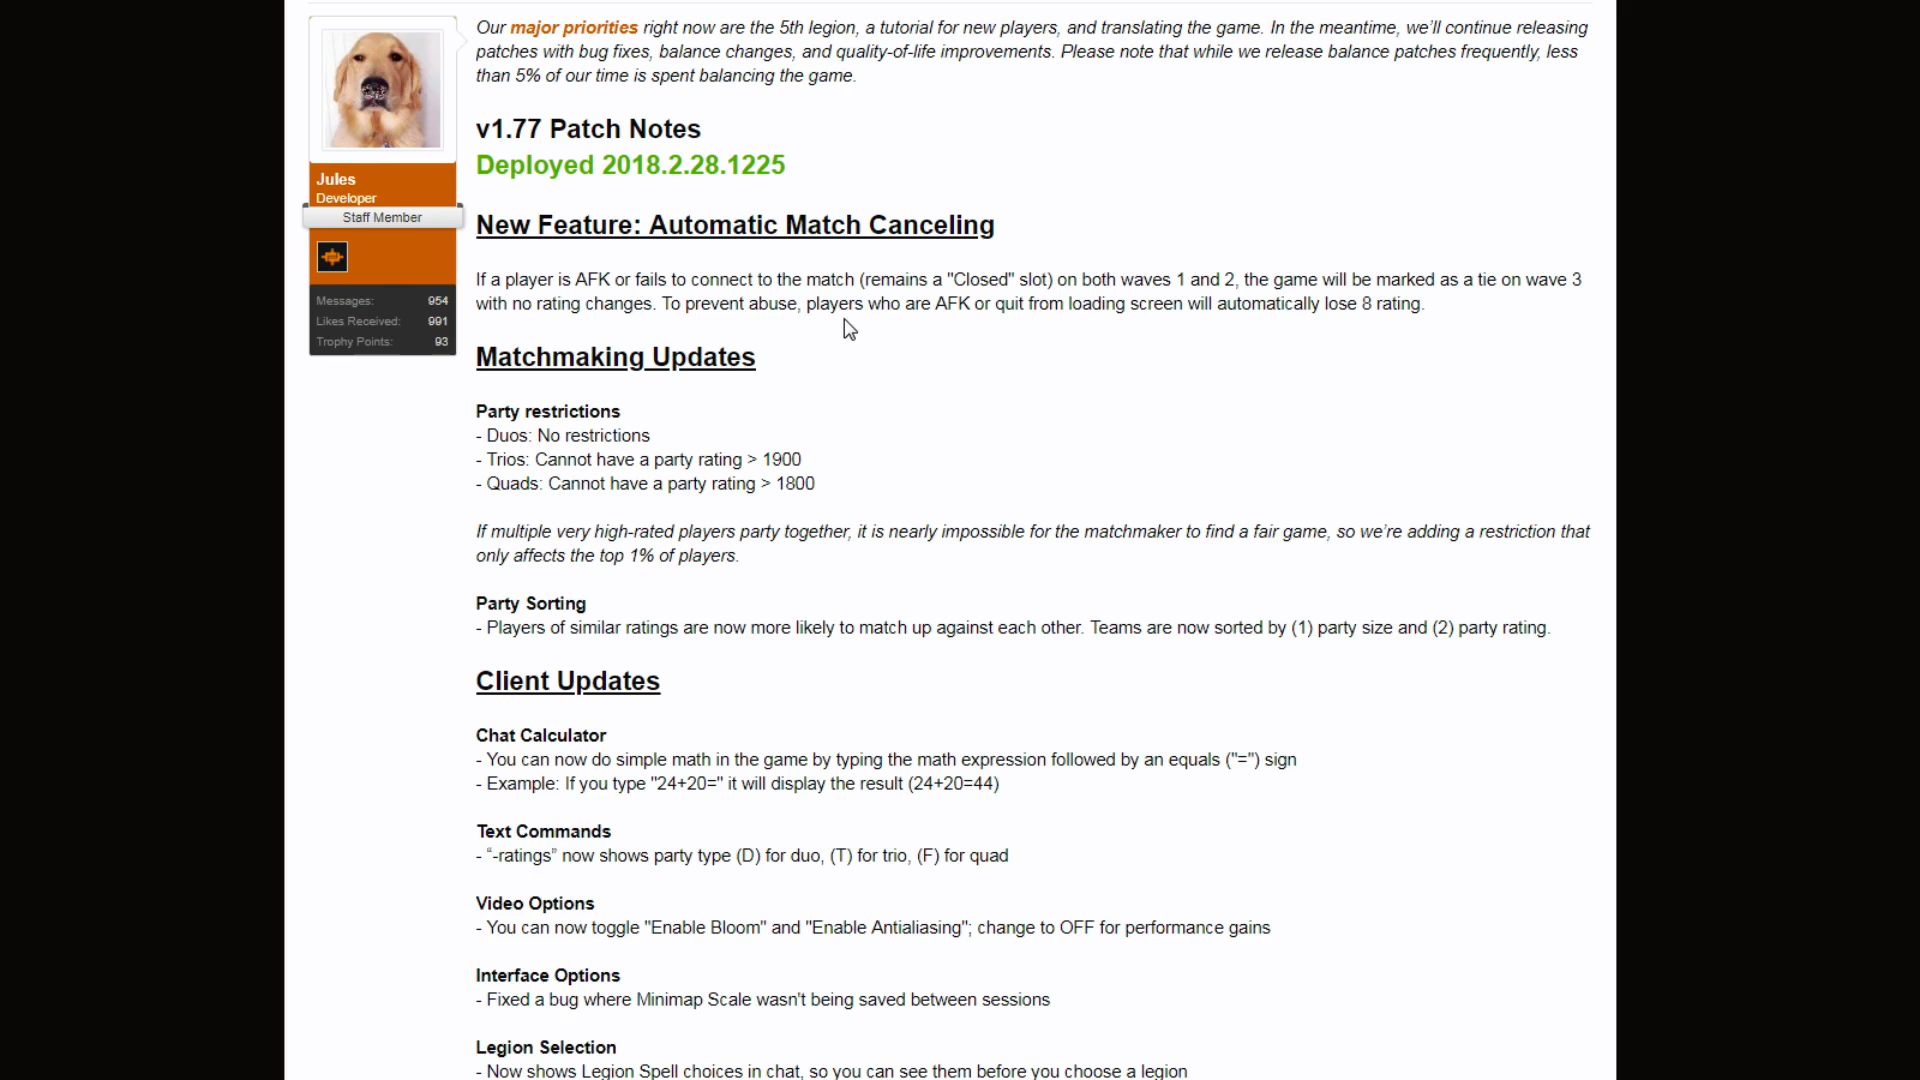 Our major priorities right now are the 5th legion, a tutorial for new players, and translating the game. In the meantime, we'll continue releasing
patches with bug fixes, balance changes, and quality-of-life improvements. Please note that while we release balance patches frequently, less
than 5% of our time is spent balancing the game.
v1.77 Patch Notes
Deployed 2018.2.28.1225
Jules
Developer
Staff Member
Messages: 954
Likes Received: 991
Trophy Points: 93
New Feature: Automatic Match Canceling
If a player is AFK or fails to connect to the match (remains a "Closed" slot) on both waves 1 and 2, the game will be marked as a tie on wave 3
with no rating changes. To prevent abuse, players who are AFK or quit from loading screen will automatically lose 8 rating.
Matchmaking Updates
Party restrictions
- Duos: No restrictions
- Trios: Cannot have a party rating > 1900
- Quads: Cannot have a party rating > 1800
If multiple very high-rated players party together, it is nearly impossible for the matchmaker to find a fair game, so we're adding a restriction that
only affects the top 1% of players.
Party Sorting
- Players of similar ratings are now more likely to match up against each other. Teams are now sorted by (1) party size and (2) party rating.
Client Updates
Chat Calculator
- You can now do simple math in the game by typing the math expression followed by an equals ("=") sign
- Example: If you type "24+20=" it will display the result (24+20=44)
Text Commands
- “-ratings” now shows party type (D) for duo, (T) for trio, (F) for quad
Video Options
- You can now toggle "Enable Bloom" and "Enable Antialiasing"; change to OFF for performance gains
Interface Options
- Fixed a bug where Minimap Scale wasn't being saved between sessions
Legion Selection
- Now shows Legion Spell choices in chat, so you can see them before you choose a legion